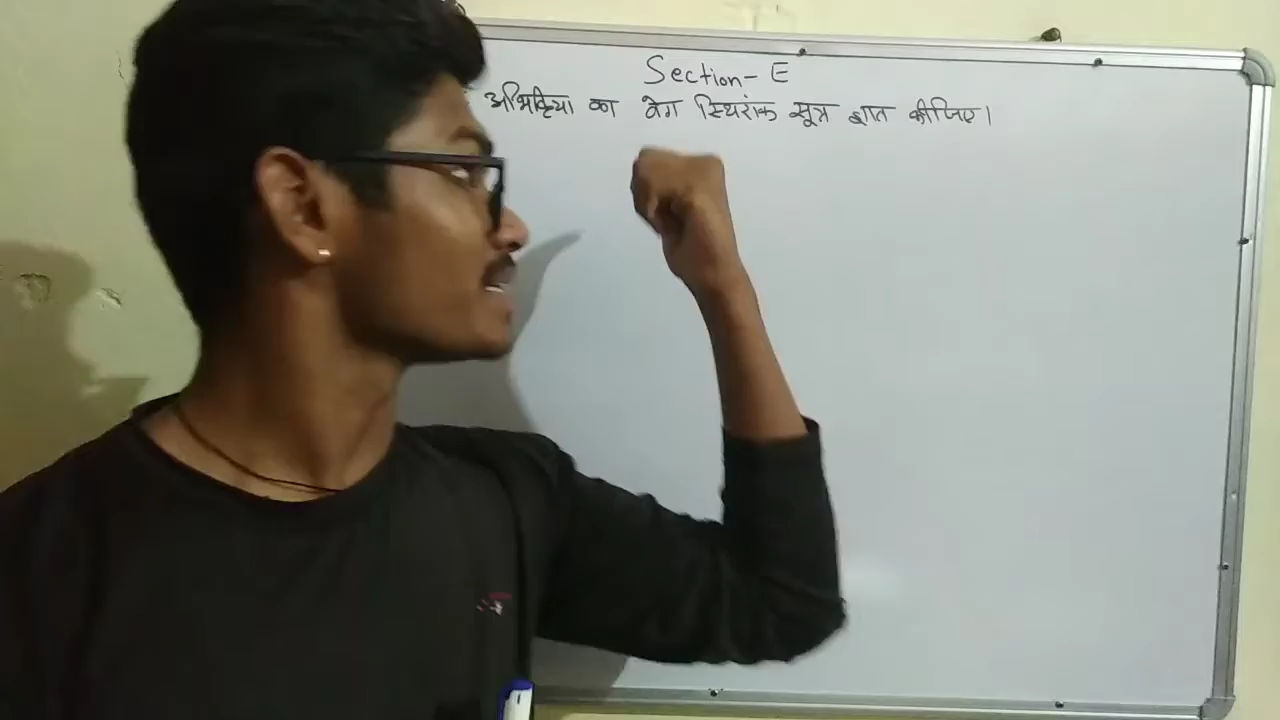 Section - E
अभिक्रिया का वेग स्थिरांक सूत्र ज्ञात कीजिए।